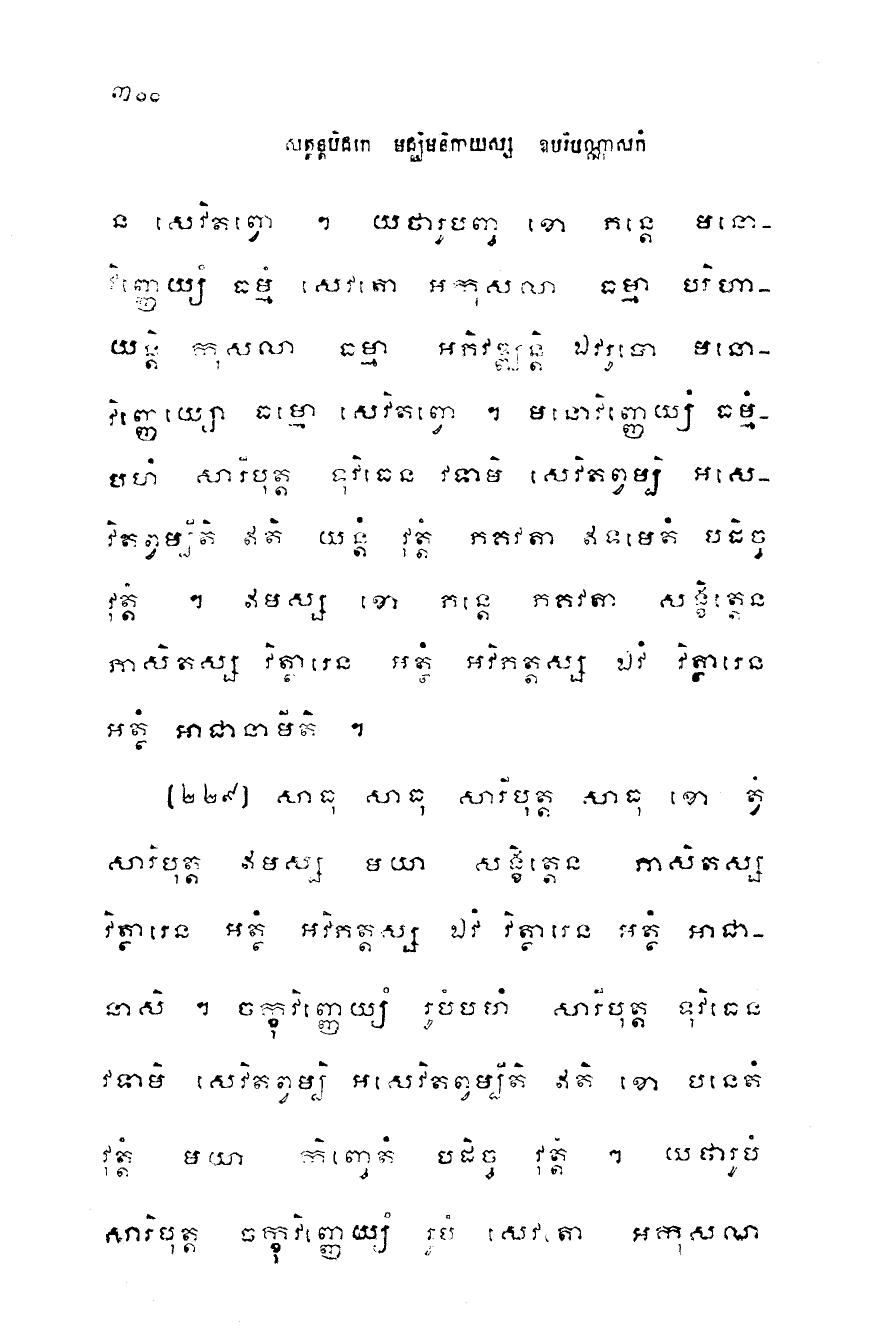 ៣០១
សុត្តន្តបិដកេ មជ្ឈិមនិកាយស្ស ឧបរិបណ្ណាសកំ
ន សេវិតព្វោ ។ យថារូបញ្ច ខោ ភន្តេ មនោ-
វិញ្ញេយ្យំ ធម្មំ សេវតោ អកុសលា ធម្មា បរិហា-
យន្តិ កុសលា ធម្មា អភិវឌ្ឍន្តិ ឯវរូបោ មនោ-
វិញ្ញេយ្យោ ធម្មោ សេវិតព្វោ ។ មនោវិញ្ញេយ្យំ ធម្មំ-
បហំ សារីបុត្ត ទុវិធេន វទាមិ សេវិតព្វម្បិ អសេ-
វិតព្វម្បីតិ ឥតិ យន្តំ វុត្តំ ភគវតា ឥទមេតំ បដិច្ច
វុត្តំ ។ ឥមស្ស ខោ ភន្តេ ភគវតា សង្ខិត្តេន
ភាសិតស្ស វិត្ថារេន អត្ថំ អវិភត្តស្ស ឯវំ វិត្ថារេន
អត្ថំ អាជានាមីតិ ។
(២២៩) សាធុ សាធុ សារីបុត្ត សាធុ ខោ ត្វំ
សារីបុត្ត ឥមស្ស មយា សង្ខិត្តេន ភាសិតស្ស
វិត្ថារេន អត្ថំ អវិភត្តស្ស ឯវំ វិត្ថារេន អត្ថំ អាជា-
នាសិ ។ ចក្ខុវិញ្ញេយ្យំ រូបំបហំ សារីបុត្ត ទុវិធេន
វទាមិ សេវិតព្វម្បិ អសេវិតព្វម្បីតិ ឥតិ ខោ បនេតំ
វុត្តំ មយា កិញ្ចេតំ បដិច្ច វុត្តំ ។ យថារូបំ
សារីបុត្ត ចក្ខុវិញ្ញេយ្យំ រូបំ សេវតោ អកុសលា